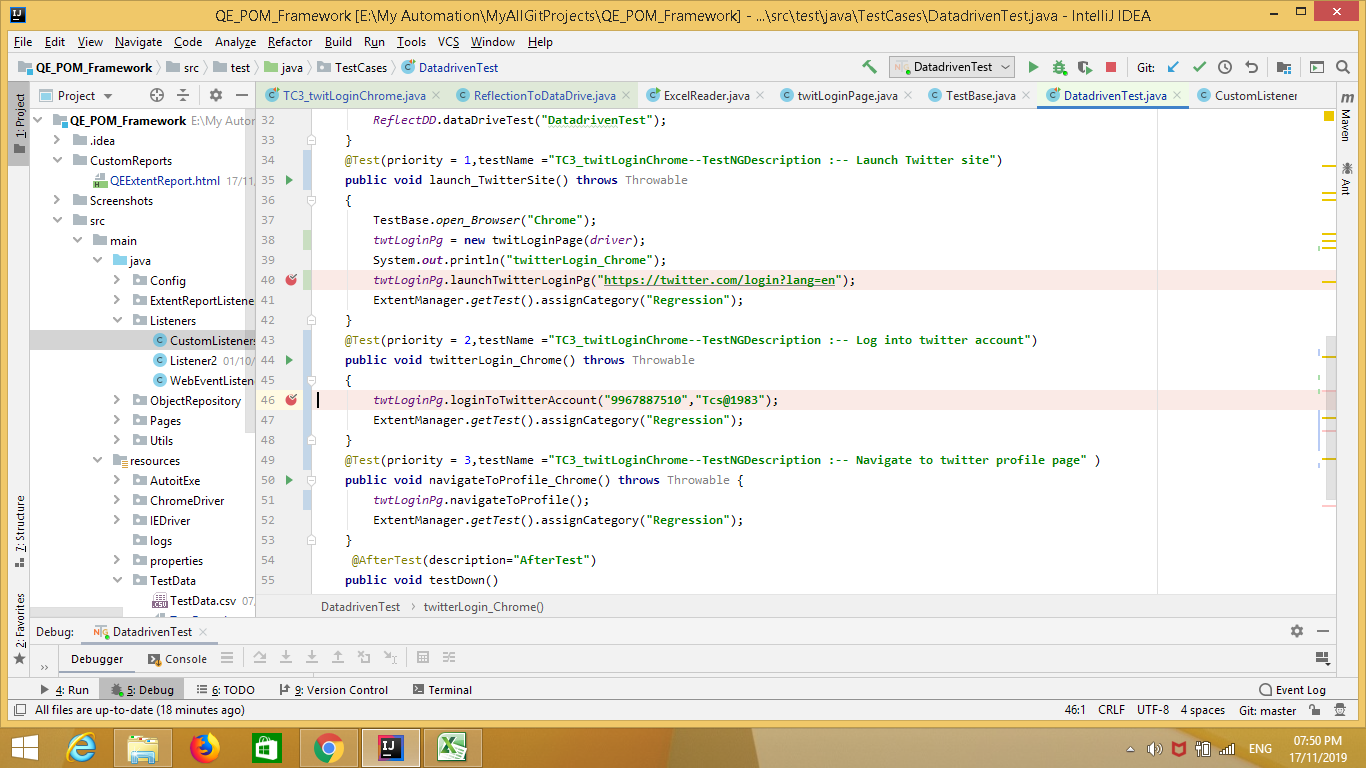 QE_POM_Framework [E:\My Automation\MyAllGitProjects\QE_POM_Framework] - ...\src\test\java\TestCases\DatadrivenTest.java - IntelliJ IDEA
File Edit View Navigate Code Analyze Refactor Build Run Tools VCS Window Help
QE_POM_Framework src test java TestCases DatadrivenTest DatadrivenTest Git:
Project TC3_twitLoginChrome.java ReflectionToDataDrive.java ExcelReader.java twitLoginPage.java TestBase.java DatadrivenTest.java CustomListener
1: Project
7: Structure
2: Favorites
Maven
Ant
QE_POM_Framework E:\My Autor
.idea
CustomReports
QEExtentReport.html 17/11
Screenshots
src
main
java
Config
ExtentReportListene
Listeners
CustomListeners
Listener2 01/10/
WebEventListen
ObjectRepository
Pages
Utils
resources
AutoitExe
ChromeDriver
IEDriver
logs
properties
TestData
TestData.csv 07/
32 RefLectDD.dataDriveTest("DatadrivenTest");
33 }
34 @Test(priority = 1,testName ="TC3_twitLoginChrome--TestNGDescription :-- Launch Twitter site")
35 public void launch_TwitterSite() throws Throwable
36 {
37 TestBase.open_Browser("Chrome");
38 twtLoginPg = new twitLoginPage(driver);
39 System.out.println("twitterLogin_Chrome");
40 twtLoginPg.launchTwitterLoginPg("https://twitter.com/login?lang=en");
41 ExtentManager.getTest().assignCategory("Regression");
42 }
43 @Test(priority = 2,testName ="TC3_twitLoginChrome--TestNGDescription :-- Log into twitter account")
44 public void twitterLogin_Chrome() throws Throwable
45 {
46 twtLoginPg.loginToTwitterAccount("9967887510","Tcs@1983");
47 ExtentManager.getTest().assignCategory("Regression");
48 }
49 @Test(priority = 3,testName ="TC3_twitLoginChrome--TestNGDescription :-- Navigate to twitter profile page" )
50 public void navigateToProfile_Chrome() throws Throwable {
51 twtLoginPg.navigateToProfile();
52 ExtentManager.getTest().assignCategory("Regression");
53 }
54 @AfterTest(description="AfterTest")
55 public void testDown()
DatadrivenTest twitterLogin_Chrome()
Debug: DatadrivenTest
Debugger Console
4: Run 5: Debug 6: TODO 9: Version Control Terminal Event Log
All files are up-to-date (18 minutes ago) 46:1 CRLF UTF-8 4 spaces Git: master
ENG 07:50 PM
17/11/2019